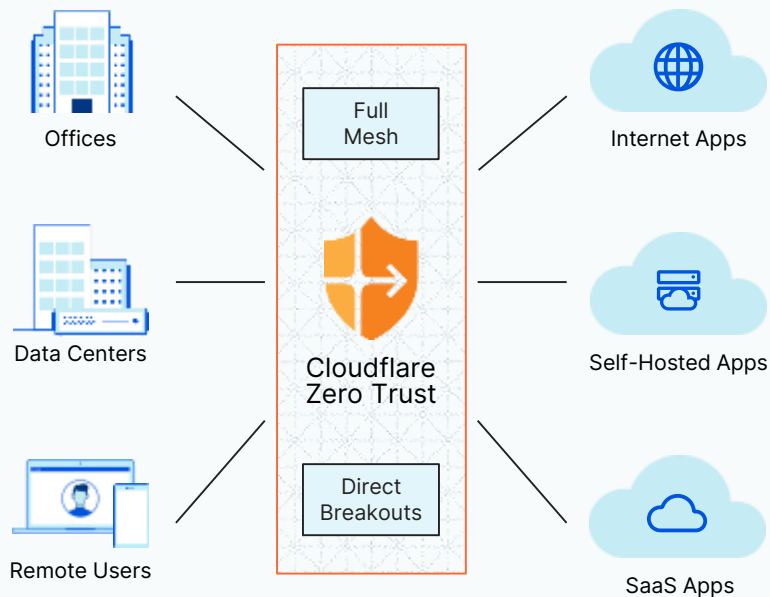 Offices
Data Centers
Remote Users
Full
Mesh
Cloudflare
Zero Trust
Direct
Breakouts
Internet Apps
Self-Hosted Apps
SaaS Apps